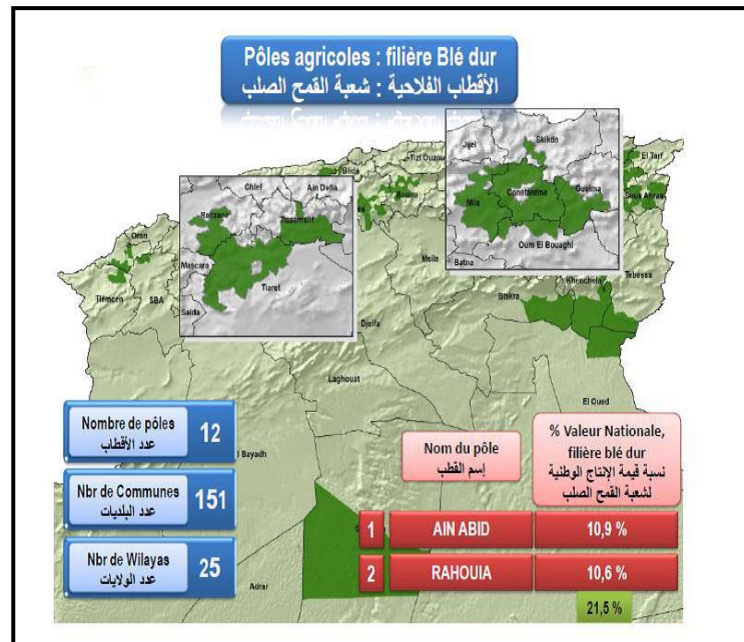 Pôles agricoles : filière Blé dur
الأقطاب الفلاحية : شعبة القمح الصلب
Jijel
Skikda
Mila
Constantine
Guelma
Oum El Bouaghi
Batna
Tizi Ouzou
Blida
Bouira
El Tarf
Souk Ahras
Chlef
Ain Defla
Relizane
Tissemsilt
Mascara
Tiaret
Saida
Oran
Tlemcen
SBA
Msila
Khenchela
Tebessa
Biskra
Djelfa
Laghouat
El Oued
Bayadh
Adrar
Nombre de pôles
عدد الأقطاب
12
Nbr de Communes
عدد البلديات
151
Nbr de Wilayas
عدد الولايات
25
Nom du pôle
إسم القطب
% Valeur Nationale,
filière blé dur
نسبة قيمة الإنتاج الوطنية
لشعبة القمح الصلب
1 AIN ABID 10,9 %
2 RAHOUIA 10,6 %
21,5 %